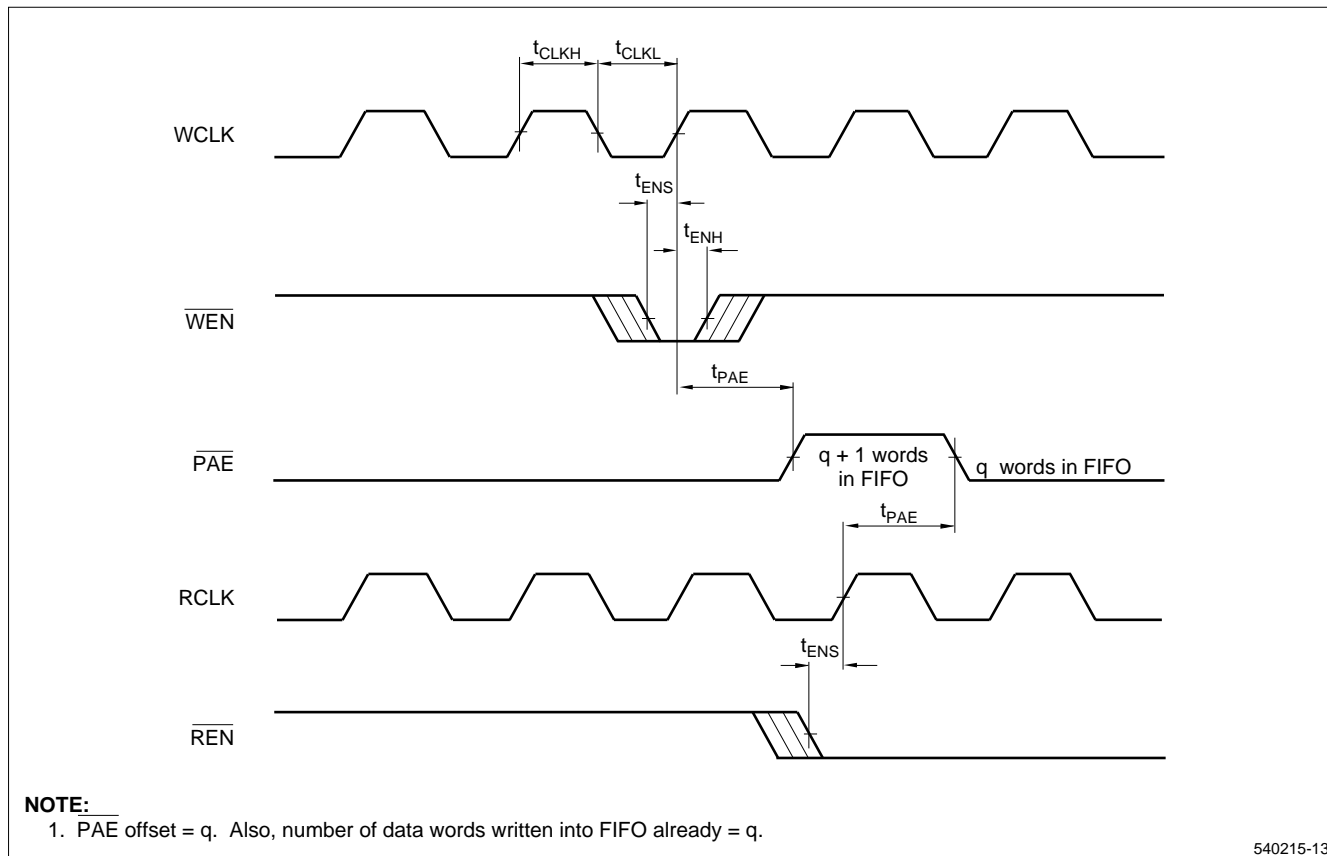 tCLKH tCLKL
WCLK
tENS
tENH
WEN
tPAE
PAE
q + 1 words
in FIFO
q words in FIFO
tPAE
RCLK
tENS
REN
NOTE:
1. PAE offset = q. Also, number of data words written into FIFO already = q.
540215-13